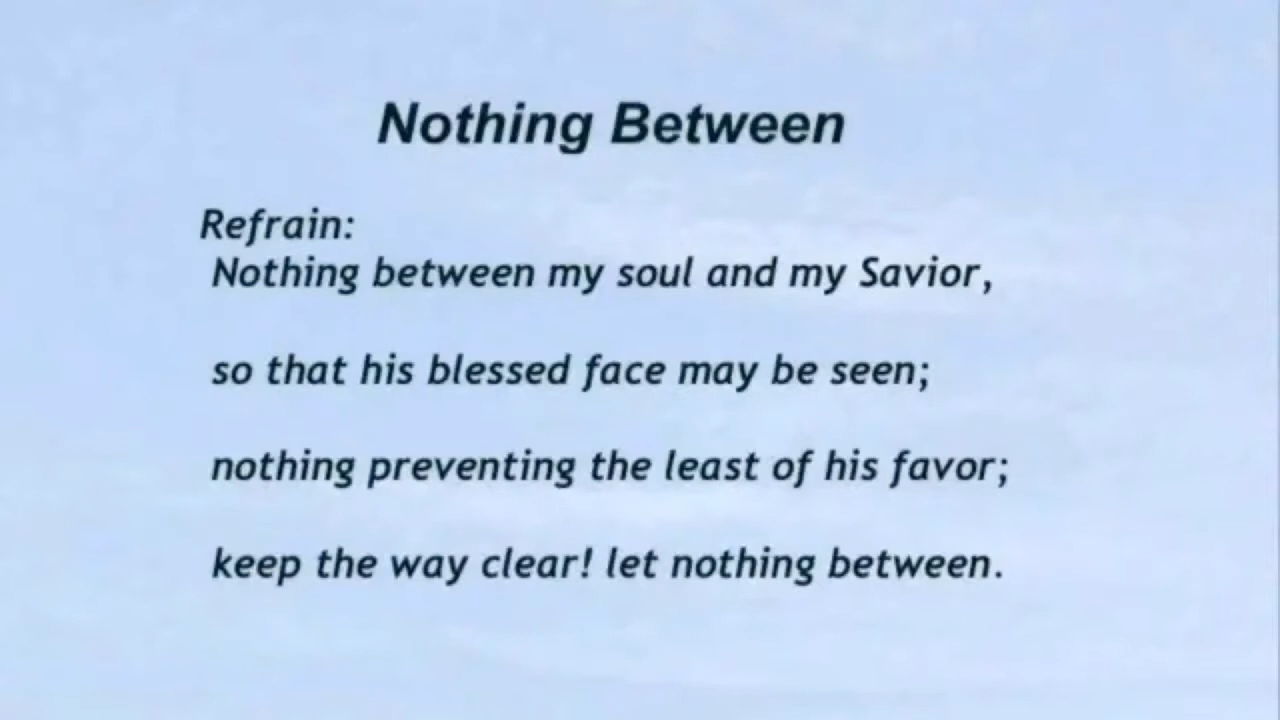 Nothing Between
Refrain:
Nothing between my soul and my Savior,
so that his blessed face may be seen;
nothing preventing the least of his favor;
keep the way clear! let nothing between.